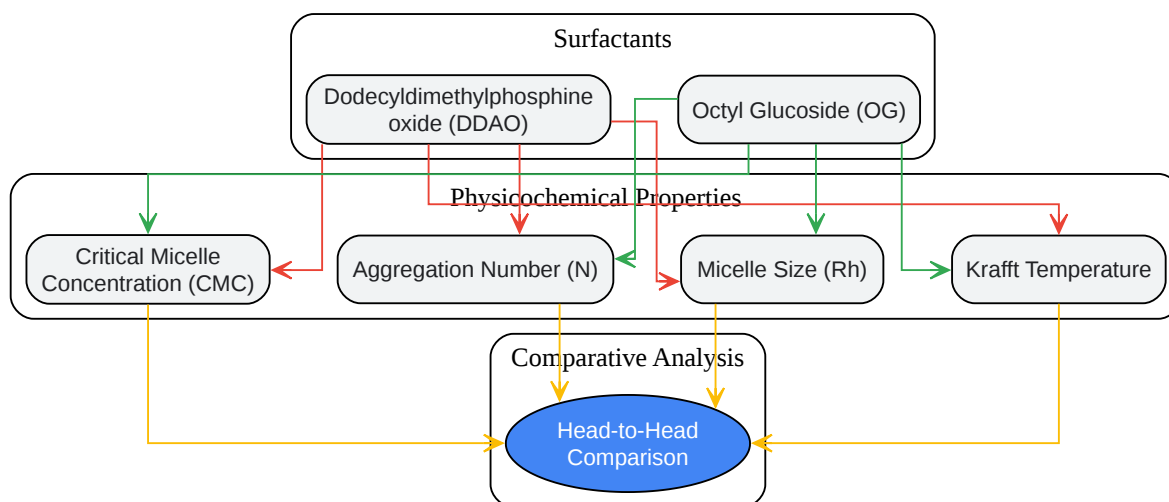 Surfactants
Dodecyldimethylphosphine
oxide (DDAO)
Octyl Glucoside (OG)
Physicochemical Properties
Critical Micelle
Concentration (CMC)
Aggregation Number (N)
Micelle Size (Rh)
Krafft Temperature
Comparative Analysis
Head-to-Head
Comparison